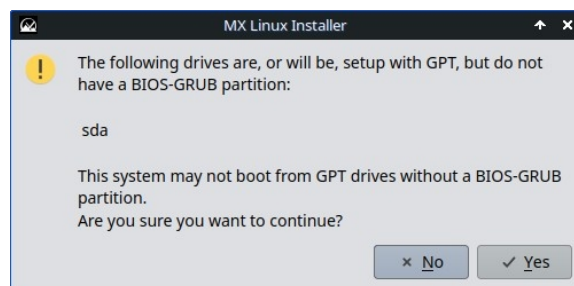 MX Linux Installer
The following drives are, or will be, setup with GPT, but do not
have a BIOS-GRUB partition:
sda
This system may not boot from GPT drives without a BIOS-GRUB
partition.
Are you sure you want to continue?
No
Yes